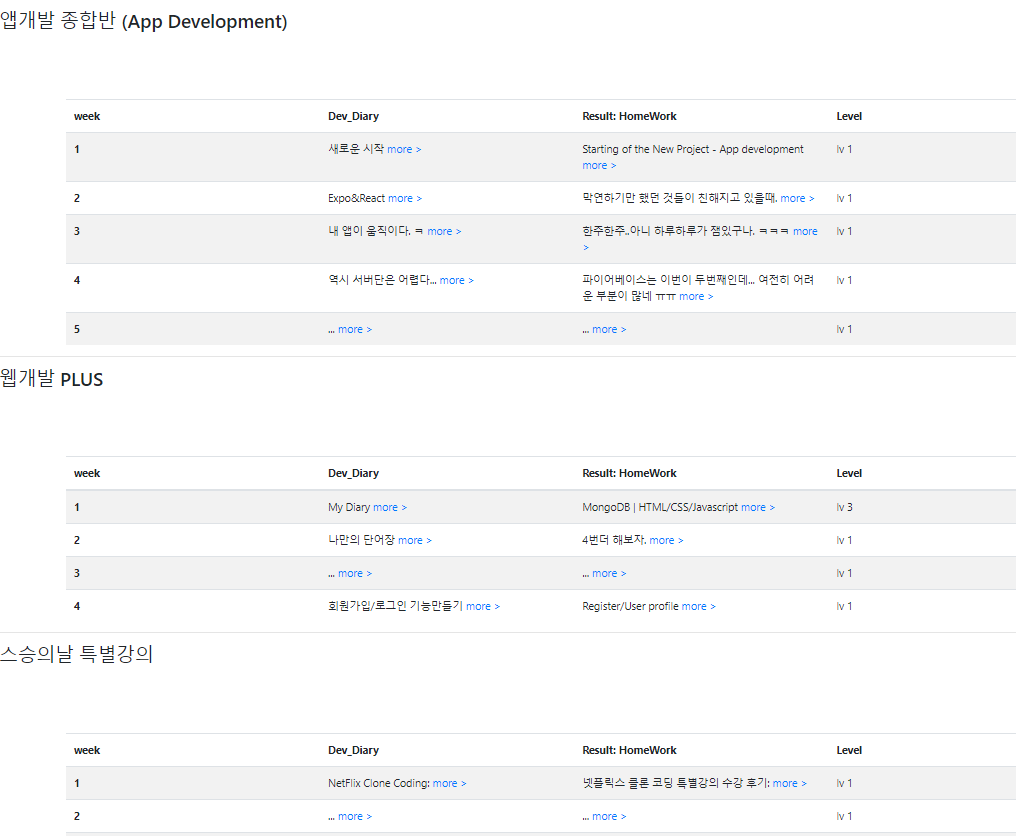 앱개발 종합반 (App Development)
week Dev_Diary Result: HomeWork Level
1 새로운 시작 more > Starting of the New Project - App development more > lv 1
2 Expo&React more > 막연하기만 했던 것들이 친해지고 있을때. more > lv 1
3 내 앱이 움직이다. ㅋ more > 한주한주..아니 하루하루가 잼있구나. ㅋㅋㅋ more > lv 1
4 역시 서버단은 어렵다... more > 파이어베이스는 이번이 두번째인데... 여전히 어려운 부분이 많네 ㅠㅠ more > lv 1
5 ... more > ... more > lv 1
웹개발 PLUS
week Dev_Diary Result: HomeWork Level
1 My Diary more > MongoDB | HTML/CSS/Javascript more > lv 3
2 나만의 단어장 more > 4번더 해보자. more > lv 1
3 ... more > ... more > lv 1
4 회원가입/로그인 기능만들기 more > Register/User profile more > lv 1
스승의날 특별강의
week Dev_Diary Result: HomeWork Level
1 NetFlix Clone Coding: more > 넷플릭스 클론 코딩 특별강의 수강 후기: more > lv 1
2 ... more > ... more > lv 1